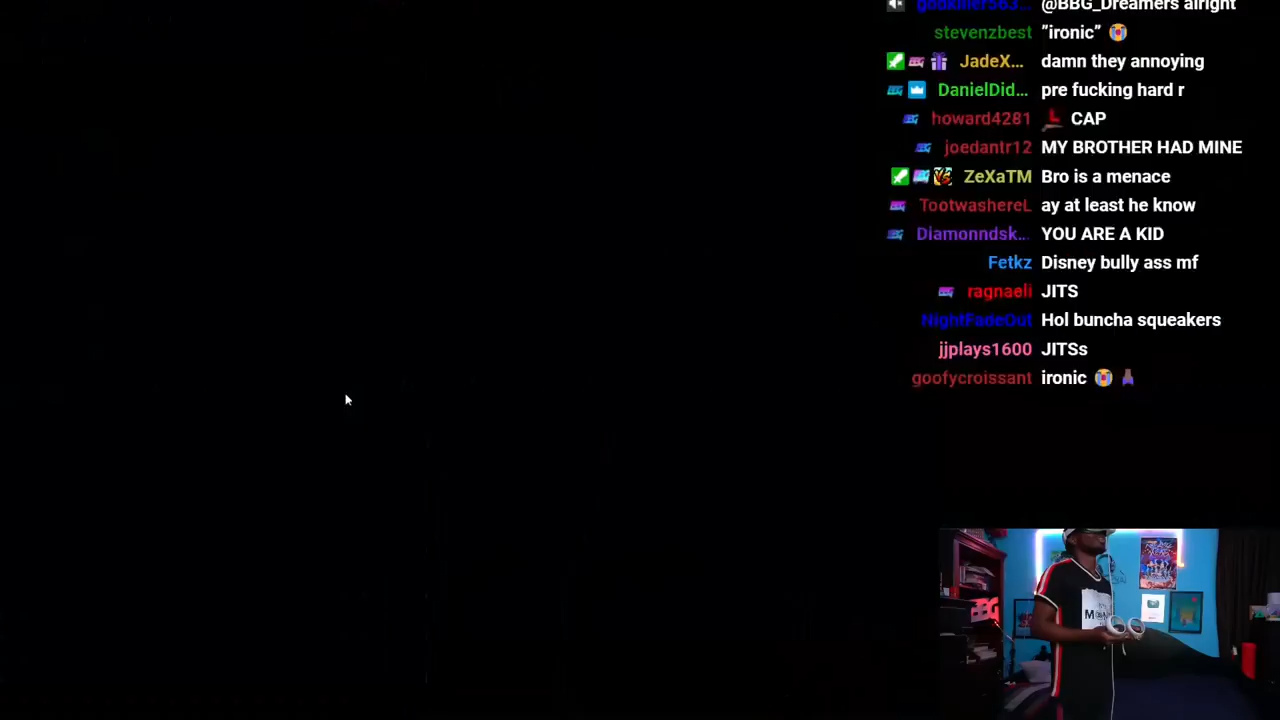 godkiller563... @BBG_Dreamers alright
stevenzbest "ironic" 😭
JadeX... damn they annoying
DanielDid... pre fucking hard r
howard4281 CAP
joedantr12 MY BROTHER HAD MINE
ZeXaTM Bro is a menace
TootwashereL ay at least he know
Diamonndsk... YOU ARE A KID
Fetkz Disney bully ass mf
ragnaeli JITS
NightFadeOut Hol buncha squeakers
jjplays1600 JITSs
goofycroissant ironic 😭